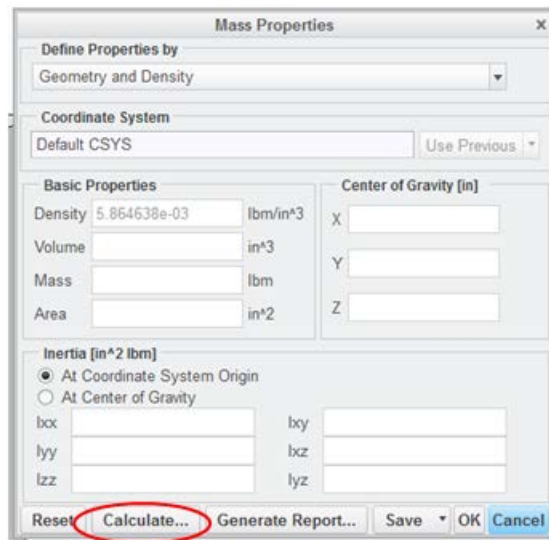 Mass Properties x
Define Properties by
Geometry and Density
Coordinate System
Default CSYS Use Previous
Basic Properties
Density 5.864638e-03 lbm/in^3
Volume in^3
Mass lbm
Area in^2
Center of Gravity [in]
X
Y
Z
Inertia [in^2 lbm]
At Coordinate System Origin
At Center of Gravity
Ixx Ixy
Iyy Ixz
Izz Iyz
Reset Calculate... Generate Report... Save OK Cancel